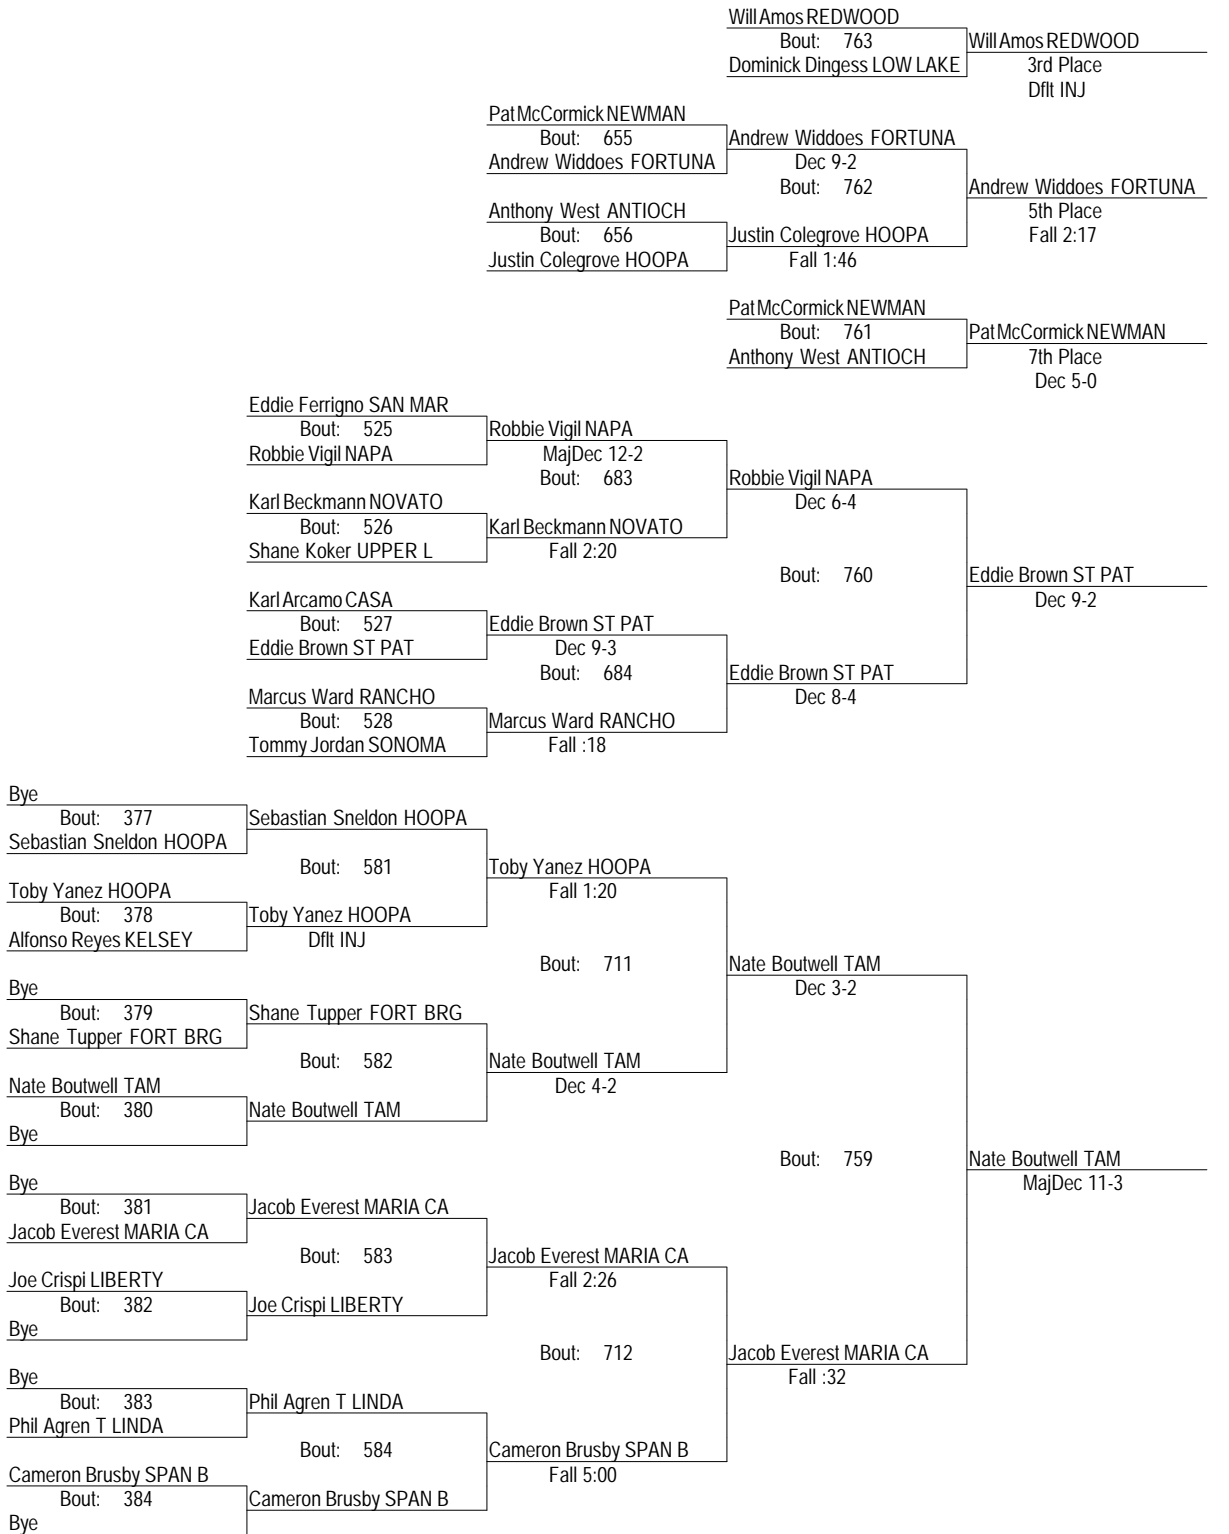 Will Amos REDWOOD
Bout: 763 Will Amos REDWOOD
Dominick Dingess LOW LAKE 3rd Place
Dflt INJ
Pat McCormick NEWMAN
Bout: 655 Andrew Widdoes FORTUNA
Andrew Widdoes FORTUNA Dec 9-2
Bout: 762 Andrew Widdoes FORTUNA
Anthony West ANTIOCH 5th Place
Bout: 656 Justin Colegrove HOOPA Fall 2:17
Justin Colegrove HOOPA Fall 1:46
Pat McCormick NEWMAN
Bout: 761 Pat McCormick NEWMAN
Anthony West ANTIOCH 7th Place
Dec 5-0
Eddie Ferrigno SAN MAR
Bout: 525 Robbie Vigil NAPA
Robbie Vigil NAPA MajDec 12-2
Bout: 683 Robbie Vigil NAPA
Karl Beckmann NOVATO Dec 6-4
Bout: 526 Karl Beckmann NOVATO
Shane Koker UPPER L Fall 2:20
Bout: 760 Eddie Brown ST PAT
Karl Arcamo CASA Dec 9-2
Bout: 527 Eddie Brown ST PAT
Eddie Brown ST PAT Dec 9-3
Bout: 684 Eddie Brown ST PAT
Marcus Ward RANCHO Dec 8-4
Bout: 528 Marcus Ward RANCHO
Tommy Jordan SONOMA Fall :18
Bye
Bout: 377 Sebastian Sneldon HOOPA
Sebastian Sneldon HOOPA
Bout: 581 Toby Yanez HOOPA
Toby Yanez HOOPA Fall 1:20
Bout: 378 Toby Yanez HOOPA
Alfonso Reyes KELSEY Dflt INJ
Bout: 711 Nate Boutwell TAM
Bye Dec 3-2
Bout: 379 Shane Tupper FORT BRG
Shane Tupper FORT BRG
Bout: 582 Nate Boutwell TAM
Nate Boutwell TAM Dec 4-2
Bout: 380 Nate Boutwell TAM
Bye
Bout: 759 Nate Boutwell TAM
Bye MajDec 11-3
Bout: 381 Jacob Everest MARIA CA
Jacob Everest MARIA CA
Bout: 583 Jacob Everest MARIA CA
Joe Crispi LIBERTY Fall 2:26
Bout: 382 Joe Crispi LIBERTY
Bye
Bout: 712 Jacob Everest MARIA CA
Bye Fall :32
Bout: 383 Phil Agren T LINDA
Phil Agren T LINDA
Bout: 584 Cameron Brusby SPAN B
Cameron Brusby SPAN B Fall 5:00
Bout: 384 Cameron Brusby SPAN B
Bye